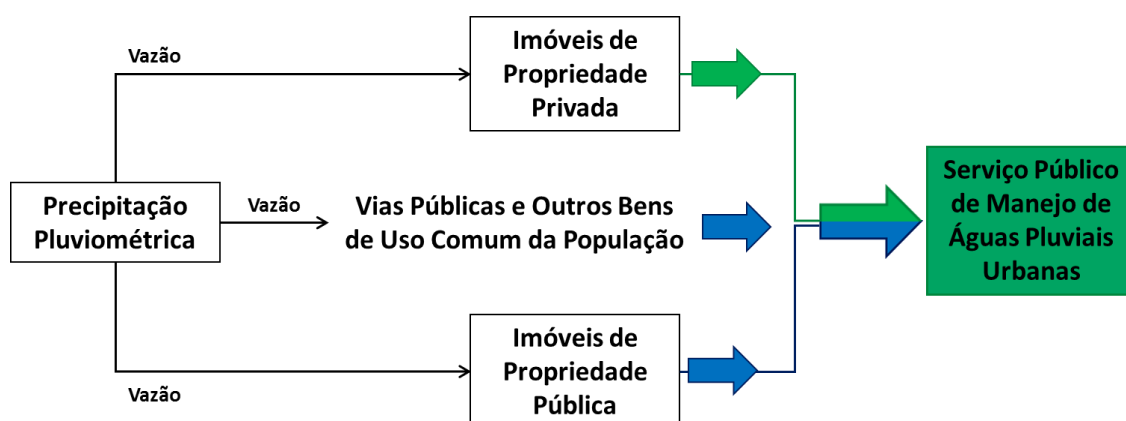 Vazão
Imóveis de
Propriedade
Privada
Precipitação
Pluviométrica
Vazão
Vias Públicas e Outros Bens
de Uso Comum da População
Serviço Público
de Manejo de
Águas Pluviais
Urbanas
Vazão
Imóveis de
Propriedade
Pública